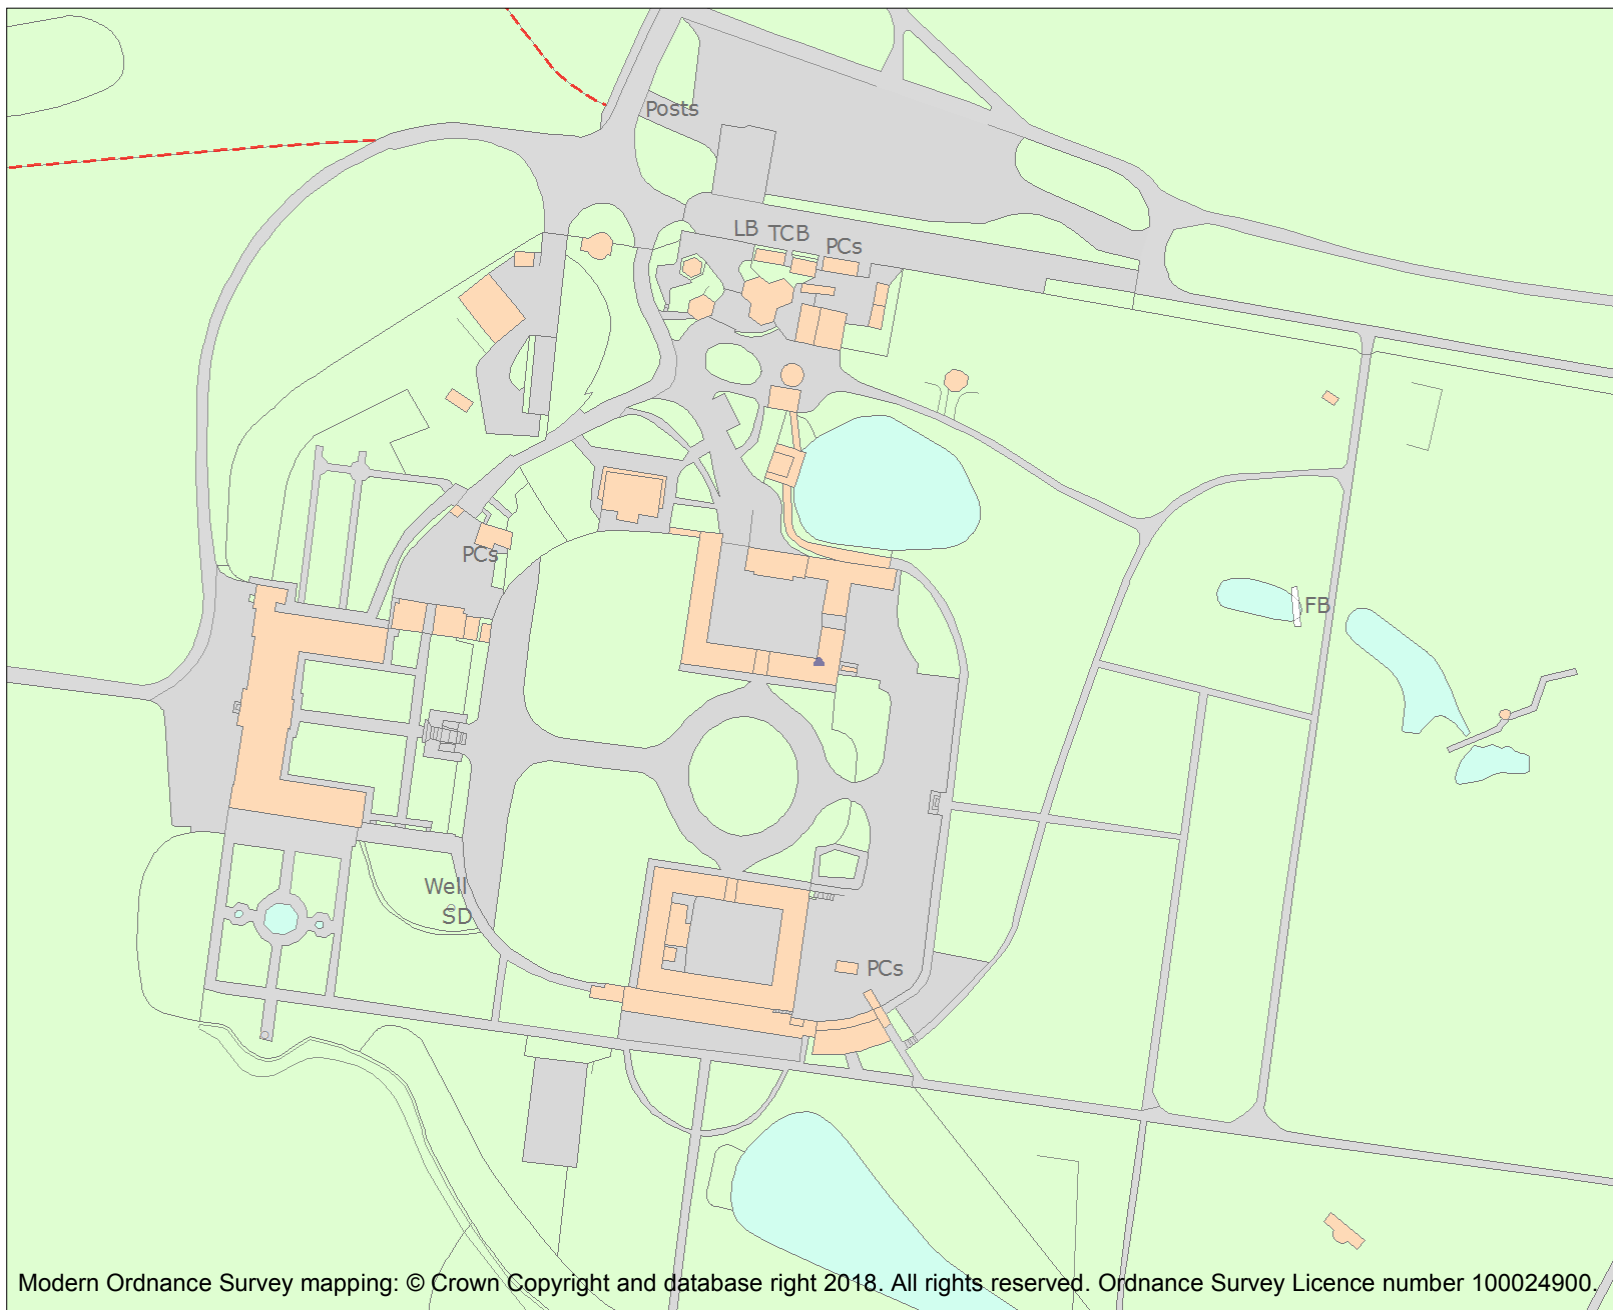 Posts
LB TCB
PCs
PCs
FB
Well
SD
PCs
Modern Ordnance Survey mapping: © Crown Copyright and database right 2018. All rights reserved. Ordnance Survey Licence number 100024900.